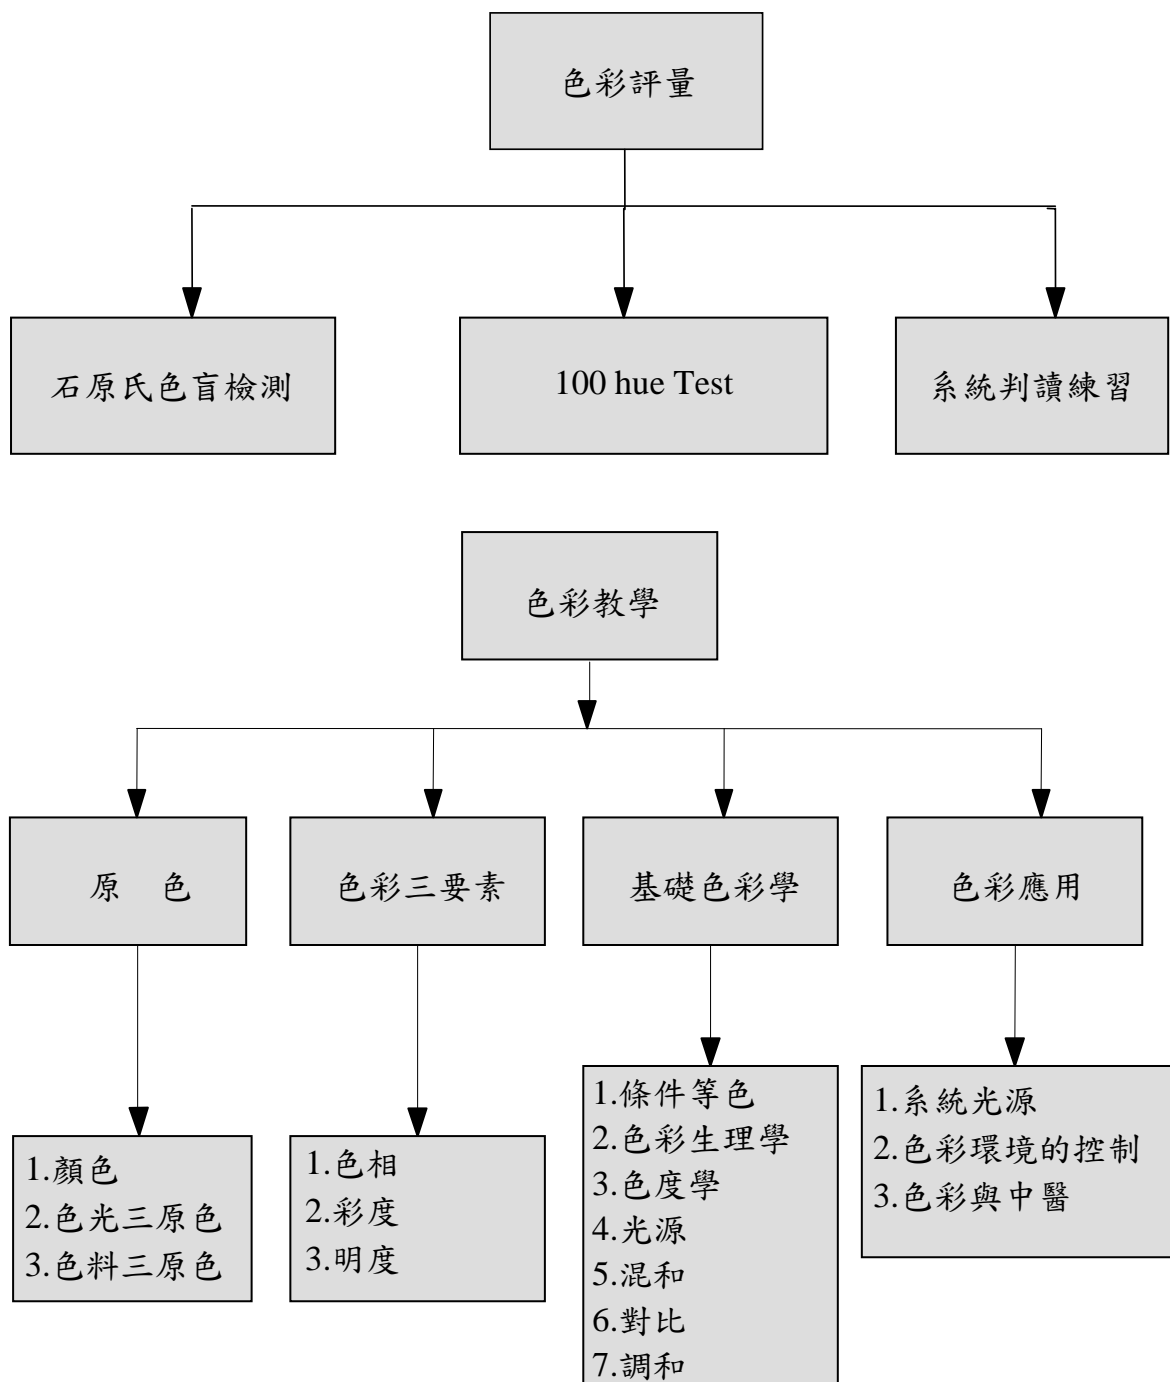 色彩評量
石原氏色盲檢測
100 hue Test
系統判讀練習
色彩教學
原　色
色彩三要素
基礎色彩學
色彩應用
1.顏色
2.色光三原色
3.色料三原色
1.色相
2.彩度
3.明度
1.條件等色
2.色彩生理學
3.色度學
4.光源
5.混和
6.對比
7.調和
1.系統光源
2.色彩環境的控制
3.色彩與中醫